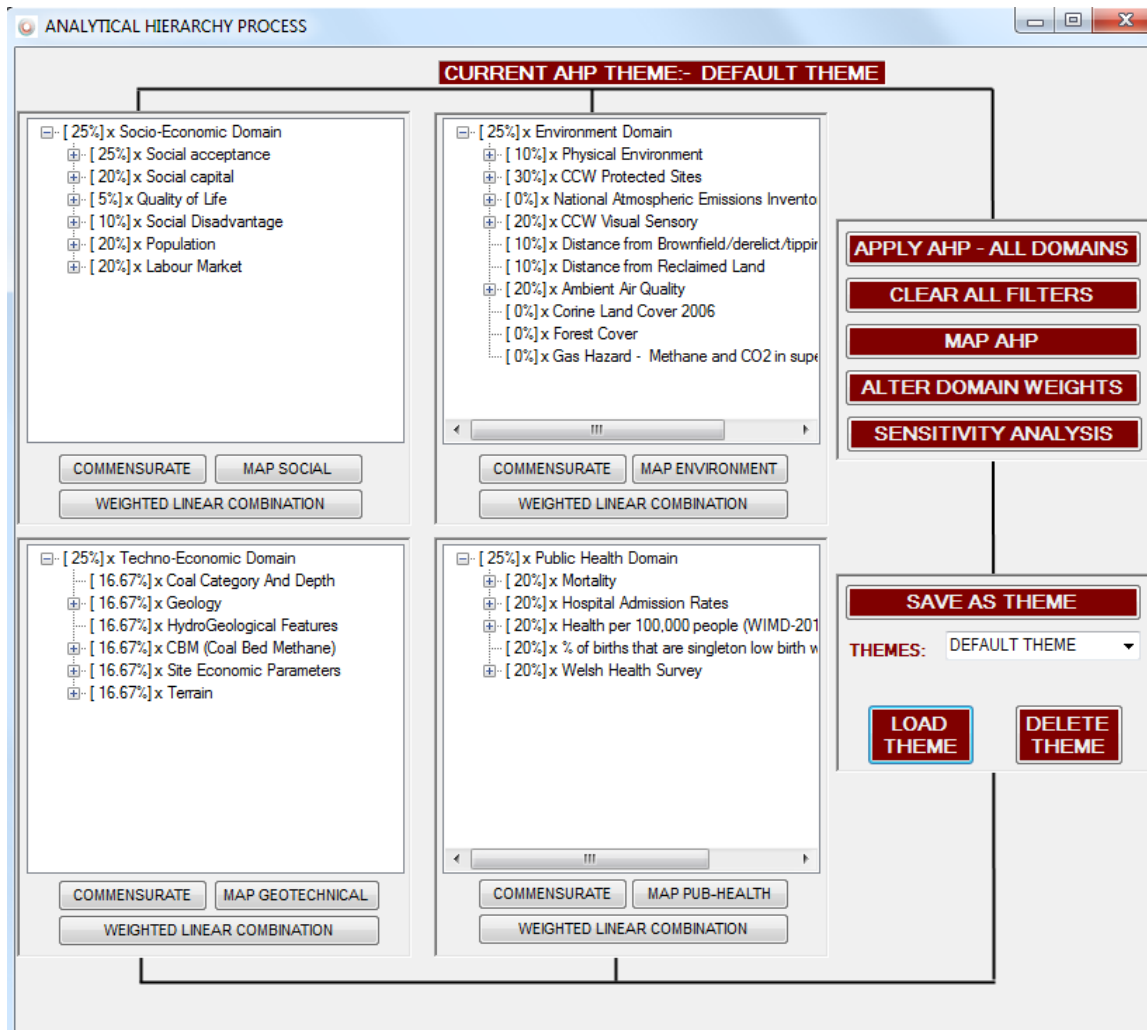 ANALYTICAL HIERARCHY PROCESS
CURRENT AHP THEME:- DEFAULT THEME
[ 25%] x Socio-Economic Domain
[ 25%] x Social acceptance
[ 20%] x Social capital
[ 5%] x Quality of Life
[ 10%] x Social Disadvantage
[ 20%] x Population
[ 20%] x Labour Market
COMMENSURATE
MAP SOCIAL
WEIGHTED LINEAR COMBINATION
[ 25%] x Environment Domain
[ 10%] x Physical Environment
[ 30%] x CCW Protected Sites
[ 0%] x National Atmospheric Emissions Invento
[ 20%] x CCW Visual Sensory
[ 10%] x Distance from Brownfield/derelict/tippin
[ 10%] x Distance from Reclaimed Land
[ 20%] x Ambient Air Quality
[ 0%] x Corine Land Cover 2006
[ 0%] x Forest Cover
[ 0%] x Gas Hazard - Methane and CO2 in supe
COMMENSURATE
MAP ENVIRONMENT
WEIGHTED LINEAR COMBINATION
APPLY AHP - ALL DOMAINS
CLEAR ALL FILTERS
MAP AHP
ALTER DOMAIN WEIGHTS
SENSITIVITY ANALYSIS
[ 25%] x Techno-Economic Domain
[ 16.67%] x Coal Category And Depth
[ 16.67%] x Geology
[ 16.67%] x HydroGeological Features
[ 16.67%] x CBM (Coal Bed Methane)
[ 16.67%] x Site Economic Parameters
[ 16.67%] x Terrain
COMMENSURATE
MAP GEOTECHNICAL
WEIGHTED LINEAR COMBINATION
[ 25%] x Public Health Domain
[ 20%] x Mortality
[ 20%] x Hospital Admission Rates
[ 20%] x Health per 100,000 people (WIMD-201
[ 20%] x % of births that are singleton low birth w
[ 20%] x Welsh Health Survey
COMMENSURATE
MAP PUB-HEALTH
WEIGHTED LINEAR COMBINATION
SAVE AS THEME
THEMES:
DEFAULT THEME
LOAD
THEME
DELETE
THEME